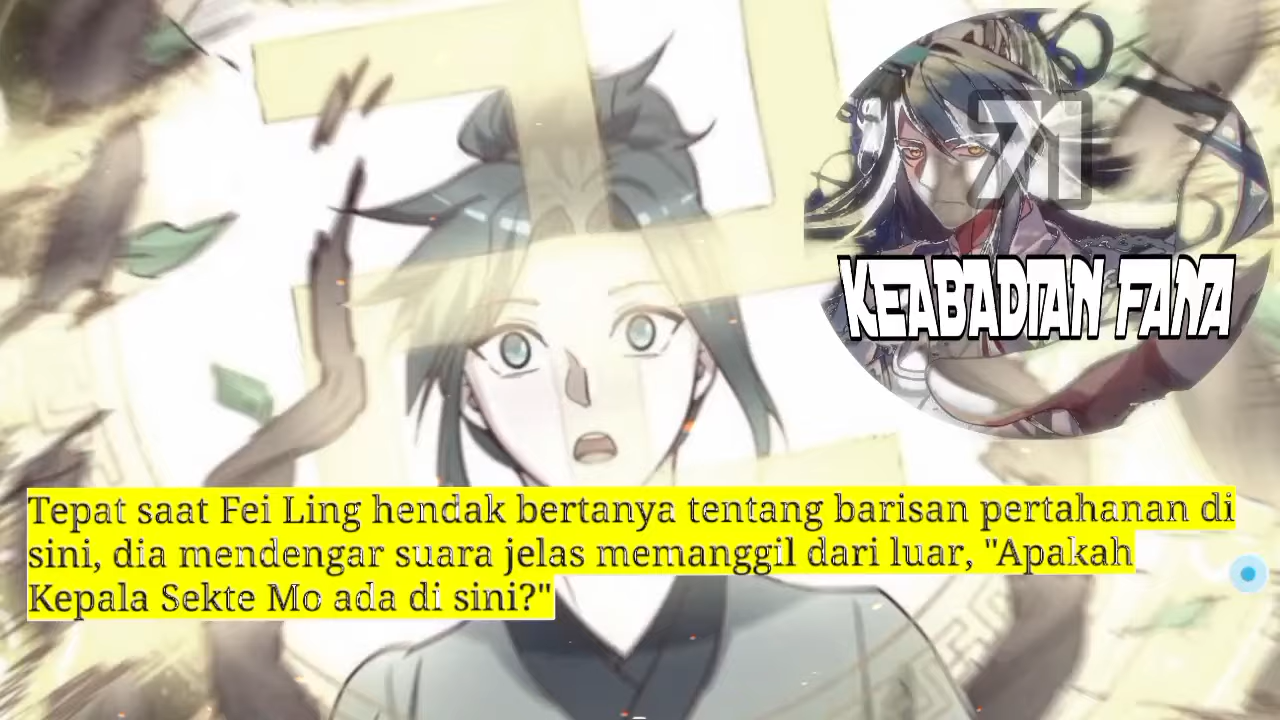 71
KEABADIAN FANA
Tepat saat Fei Ling hendak bertanya tentang barisan pertahanan di
sini, dia mendengar suara jelas memanggil dari luar, "Apakah
Kepala Sekte Mo ada di sini?"